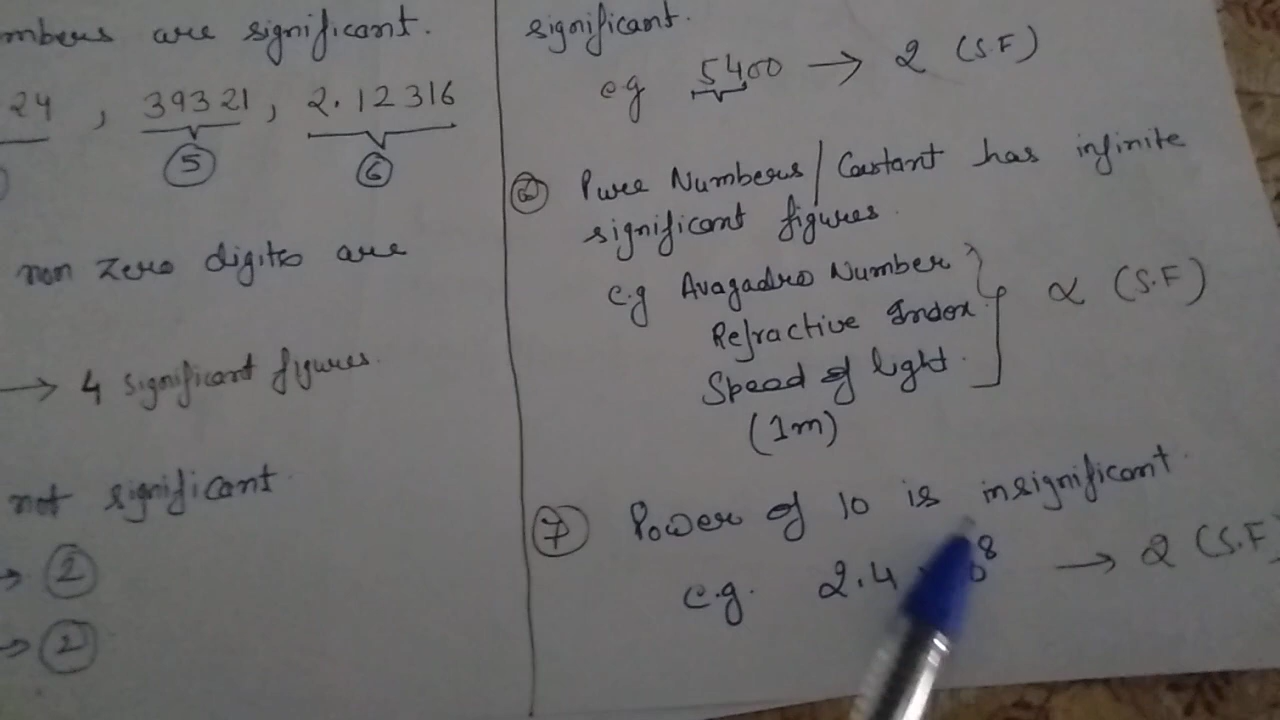 mbers are significant.
24 , 39321, 2.12316
5 6
non zero digits are
→ 4 significant figures.
not significant
→ 2
→ 2
significant.
eg 5400 → 2 (S.F)
6 Pure Numbers/Constant has infinite
significant figures.
e.g Avagadro Number
Refractive Index
Speed of light.
(1m)
∝ (S.F)
7 Power of 10 is insignificant.
e.g. 2.4 8 → 2 (S.F